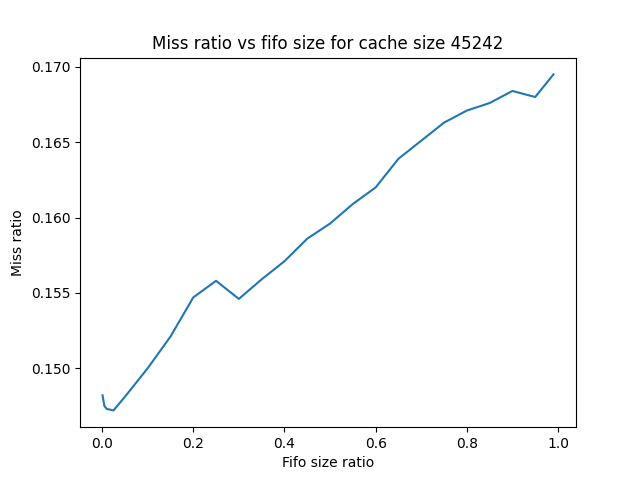 Miss ratio vs fifo size for cache size 45242
0.170
0.165
0.160
0.155
0.150
Miss ratio
0.0 0.2 0.4 0.6 0.8 1.0
Fifo size ratio